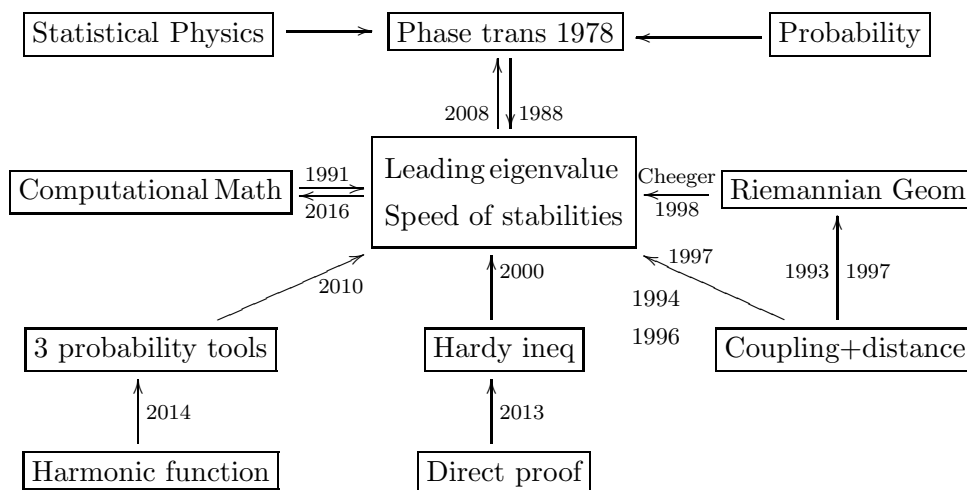 Statistical Physics
Phase trans 1978
Probability
2008
1988
Leading eigenvalue
Speed of stabilities
Computational Math
1991
2016
Cheeger
1998
Riemannian Geom
2010
2000
1997
1994
1996
1993
1997
3 probability tools
Hardy ineq
Coupling+distance
2014
2013
Harmonic function
Direct proof